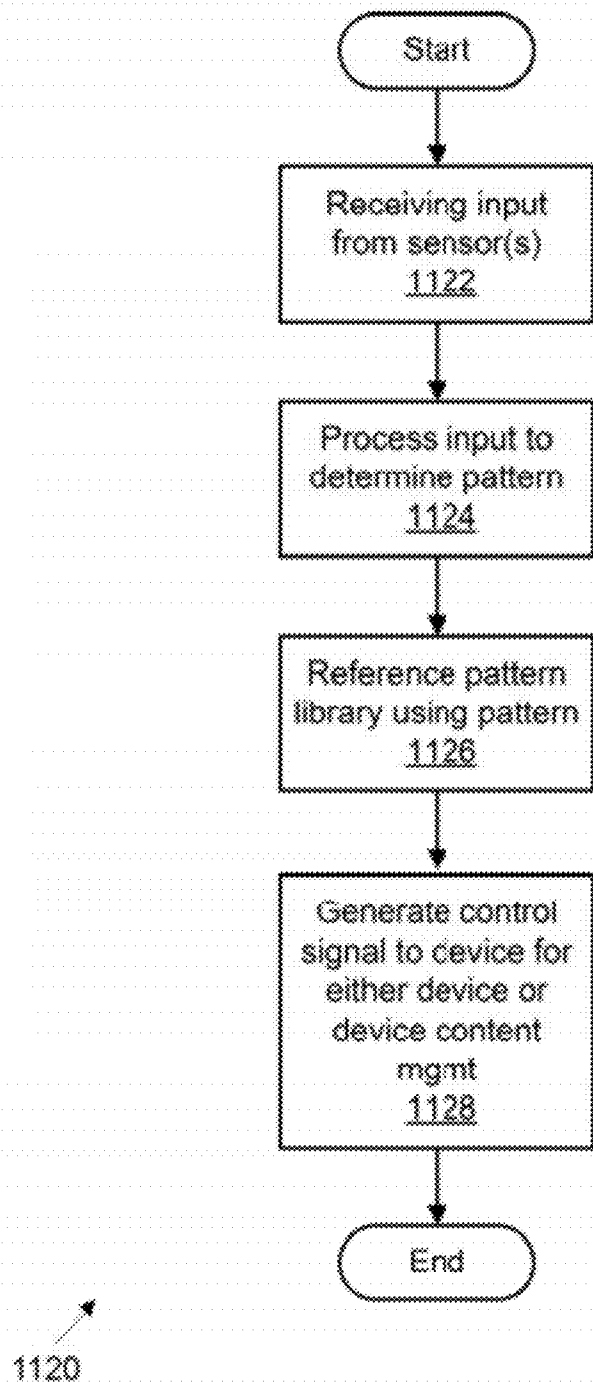 Start
Receiving input
from sensor(s)
1122
Process input to
determine pattern
1124
Reference pattern
library using pattern
1126
Generate control
signal to device for
either device or
device content
mgmt
1128
End
1120